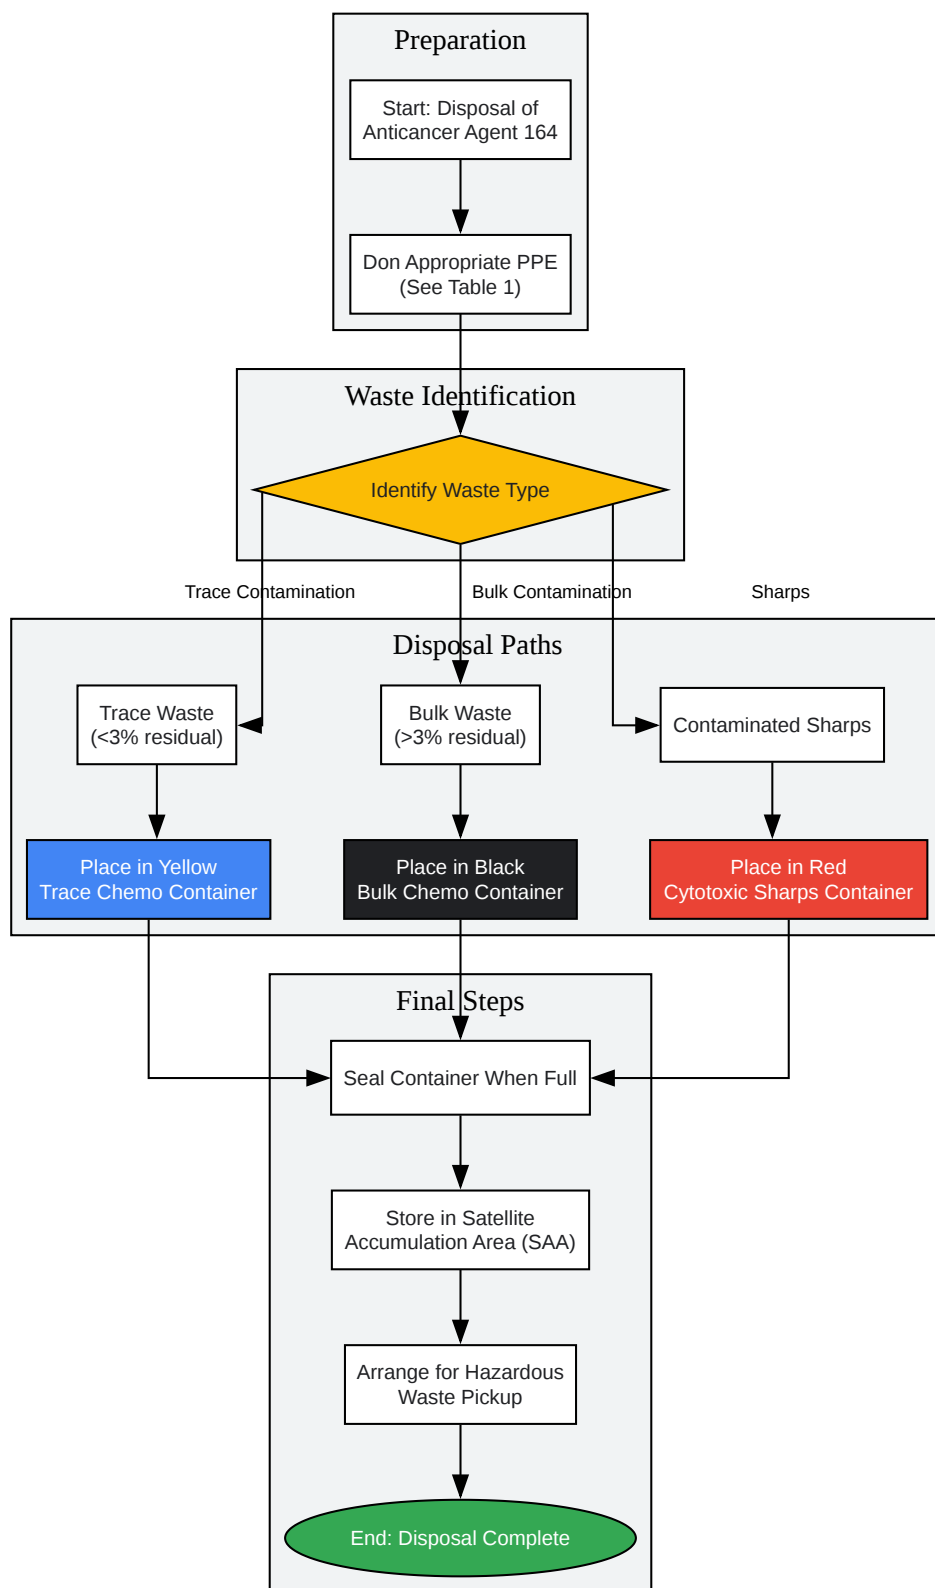 Preparation
Start: Disposal of
Anticancer Agent 164
Don Appropriate PPE
(See Table 1)
Waste Identification
Identify Waste Type
Trace Contamination
Bulk Contamination
Sharps
Disposal Paths
Trace Waste
(<3% residual)
Bulk Waste
(>3% residual)
Contaminated Sharps
Place in Yellow
Trace Chemo Container
Place in Black
Bulk Chemo Container
Place in Red
Cytotoxic Sharps Container
Final Steps
Seal Container When Full
Store in Satellite
Accumulation Area (SAA)
Arrange for Hazardous
Waste Pickup
End: Disposal Complete